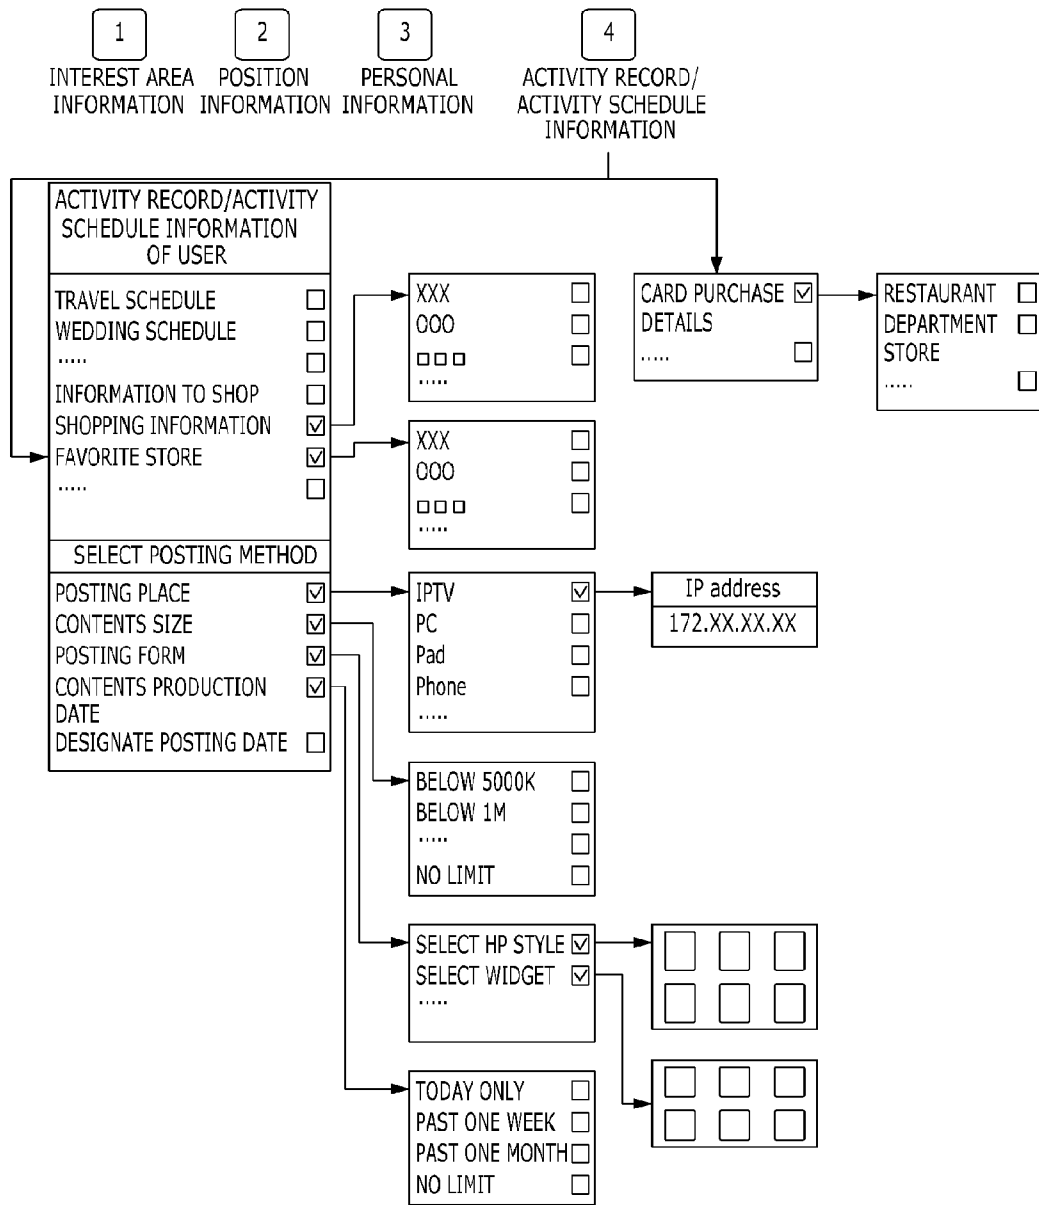 1
INTEREST AREA
INFORMATION
2
POSITION
INFORMATION
3
PERSONAL
INFORMATION
4
ACTIVITY RECORD/
ACTIVITY SCHEDULE
INFORMATION
ACTIVITY RECORD/ACTIVITY
SCHEDULE INFORMATION
OF USER
TRAVEL SCHEDULE
WEDDING SCHEDULE
.....
INFORMATION TO SHOP
SHOPPING INFORMATION
FAVORITE STORE
.....
SELECT POSTING METHOD
POSTING PLACE
CONTENTS SIZE
POSTING FORM
CONTENTS PRODUCTION
DATE
DESIGNATE POSTING DATE
XXX
OOO
□□□
.....
XXX
OOO
□□□
.....
CARD PURCHASE
DETAILS
.....
RESTAURANT
DEPARTMENT
STORE
.....
IPTV
PC
Pad
Phone
.....
IP address
172.XX.XX.XX
BELOW 5000K
BELOW 1M
.....
NO LIMIT
SELECT HP STYLE
SELECT WIDGET
.....
TODAY ONLY
PAST ONE WEEK
PAST ONE MONTH
NO LIMIT